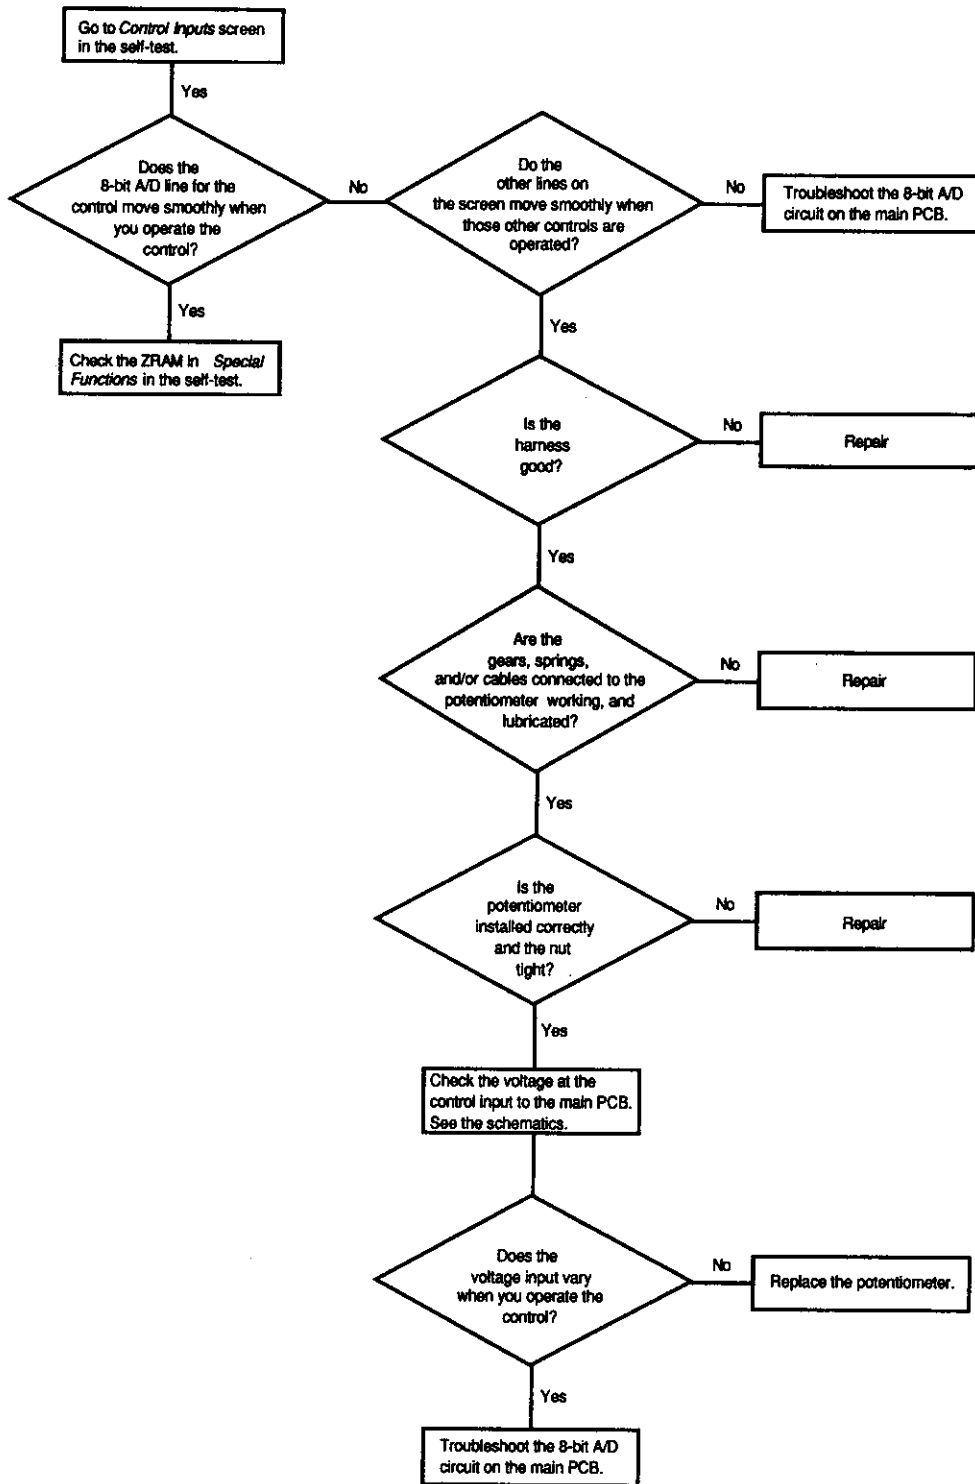 Go to Control Inputs screen
in the self-test.
Yes
Does the
8-bit A/D line for the
control move smoothly when
you operate the
control?
No
Do the
other lines on
the screen move smoothly when
those other controls are
operated?
No
Troubleshoot the 8-bit A/D
circuit on the main PCB.
Yes
Check the ZRAM in Special
Functions in the self-test.
Yes
Is the
harness
good?
No
Repair
Yes
Are the
gears, springs,
and/or cables connected to the
potentiometer working, and
lubricated?
No
Repair
Yes
Is the
potentiometer
installed correctly
and the nut
tight?
No
Repair
Yes
Check the voltage at the
control input to the main PCB.
See the schematics.
Does the
voltage input vary
when you operate the
control?
No
Replace the potentiometer.
Yes
Troubleshoot the 8-bit A/D
circuit on the main PCB.